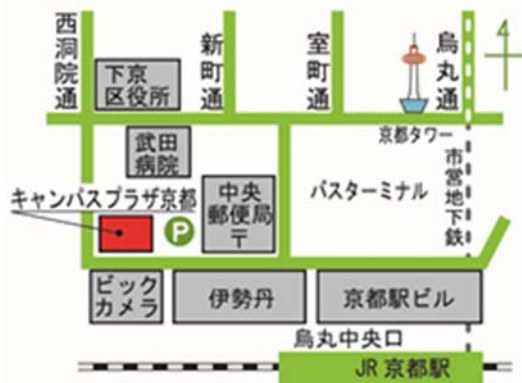 西洞院通
新町通
室町通
烏丸通
4
下京
区役所
京都タワー
武田
病院
市営地下鉄
キャンパスプラザ京都
中央
郵便局
〒
バスターミナル
P
ビック
カメラ
伊勢丹
京都駅ビル
烏丸中央口
JR京都駅